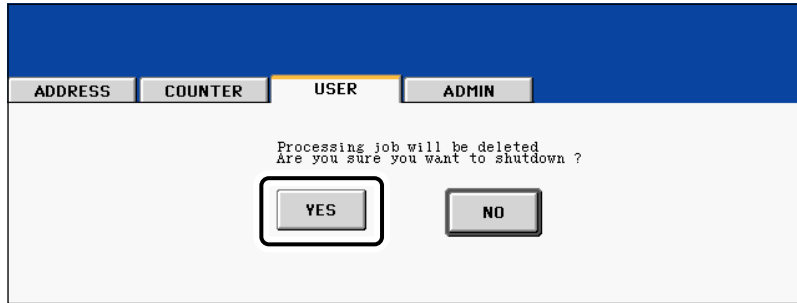 ADDRESS COUNTER USER ADMIN
Processing job will be deleted
Are you sure you want to shutdown ?
YES NO